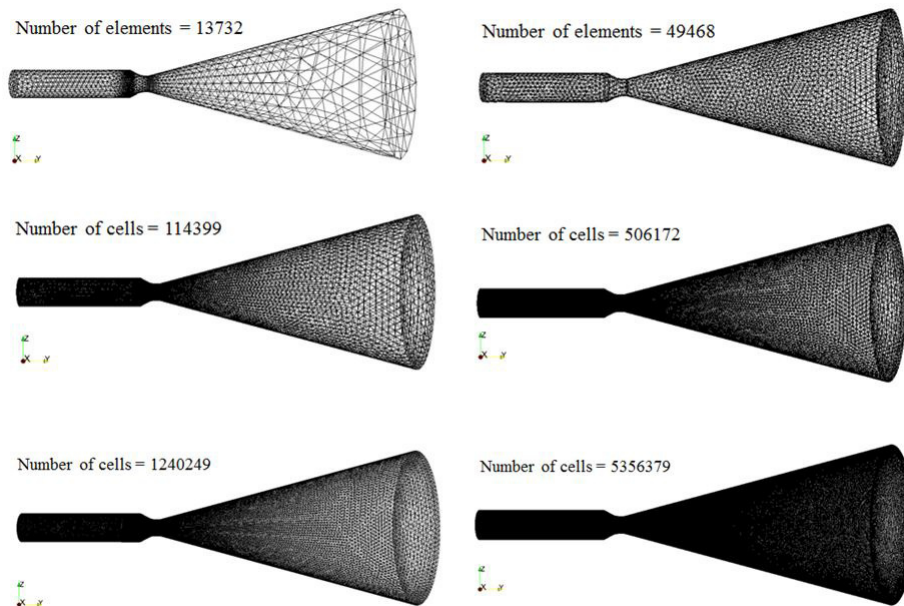 Number of elements = 13732
Number of elements = 49468
Z
X
Y
Z
X
Y
Number of cells = 114399
Number of cells = 506172
Z
X
Y
Z
X
Y
Number of cells = 1240249
Number of cells = 5356379
Z
X
Y
Z
X
Y